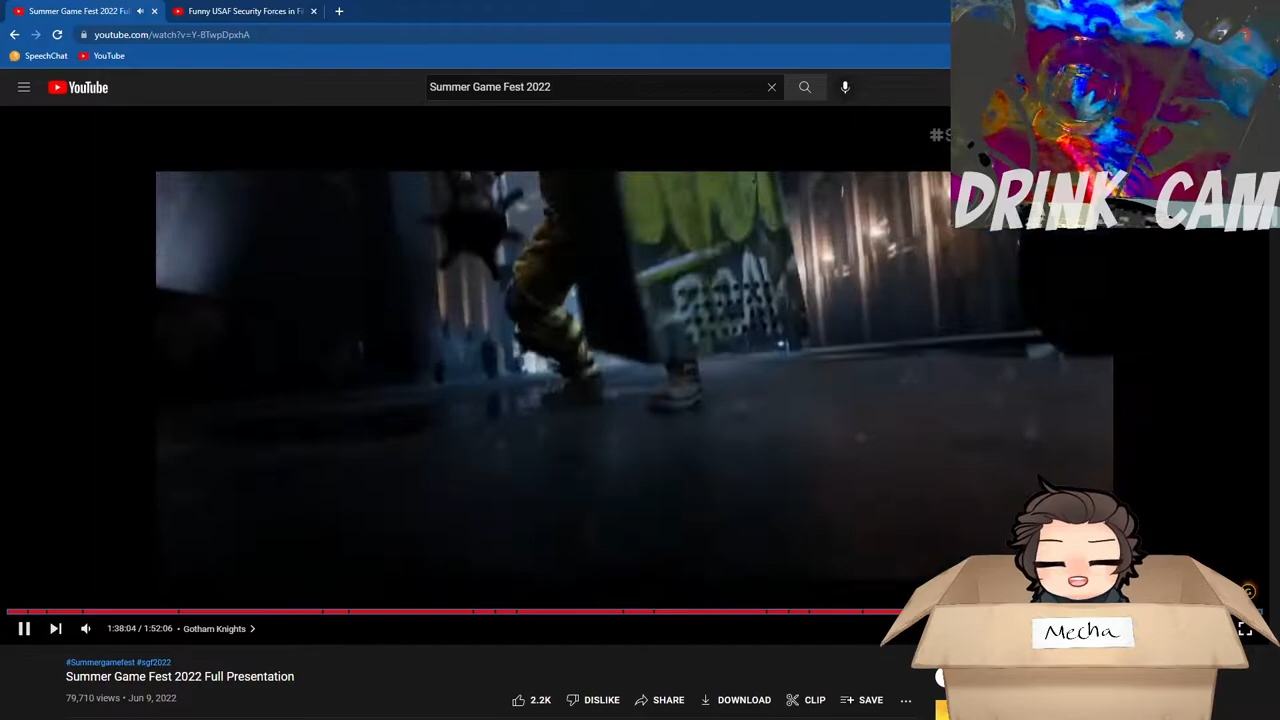 Summer Game Fest 2022 Ful
Funny USAF Security Forces in Fi
youtube.com/watch?v=Y-8TwpDpxhA
SpeechChat
YouTube
YouTube
Summer Game Fest 2022
#S
DRINK CAM
1:38:04 / 1:52:06 • Gotham Knights
Mecha
#Summergamefest #sgf2022
Summer Game Fest 2022 Full Presentation
79,710 views • Jun 9, 2022
2.2K
DISLIKE
SHARE
DOWNLOAD
CLIP
SAVE